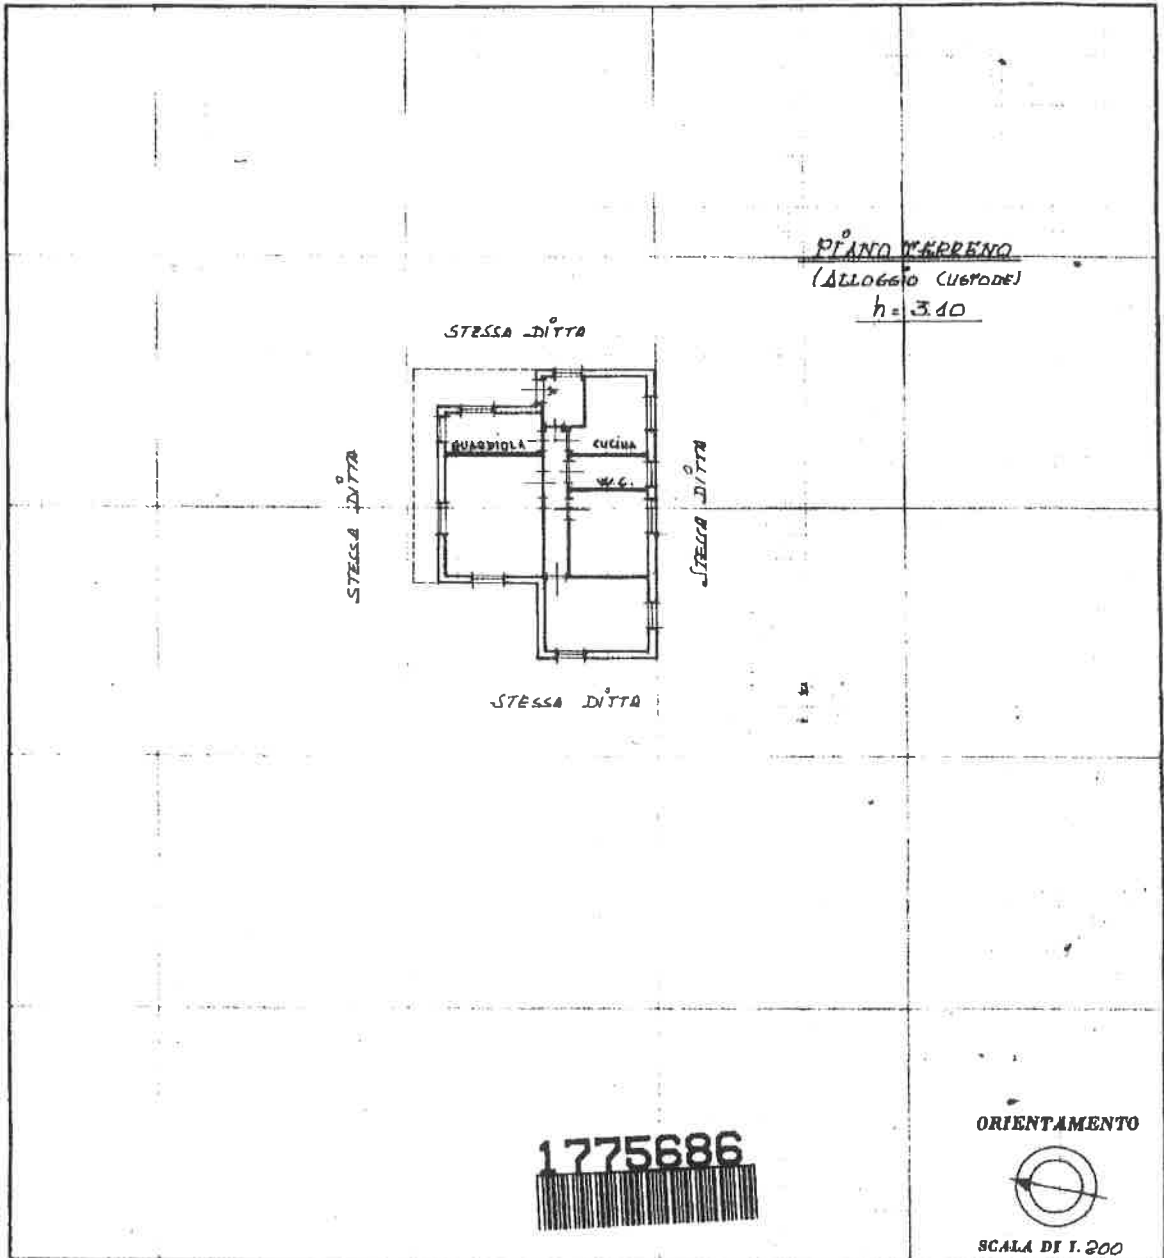 PIANO TERRENO
(ALLOGGIO CUSTODE)
h = 3.10
STESSA DITTA
GUARDIOLA
CUCINA
W.C.
STESSA DITTA
STESSA DITTA
STESSA DITTA
1775686
ORIENTAMENTO
SCALA DI 1. 200